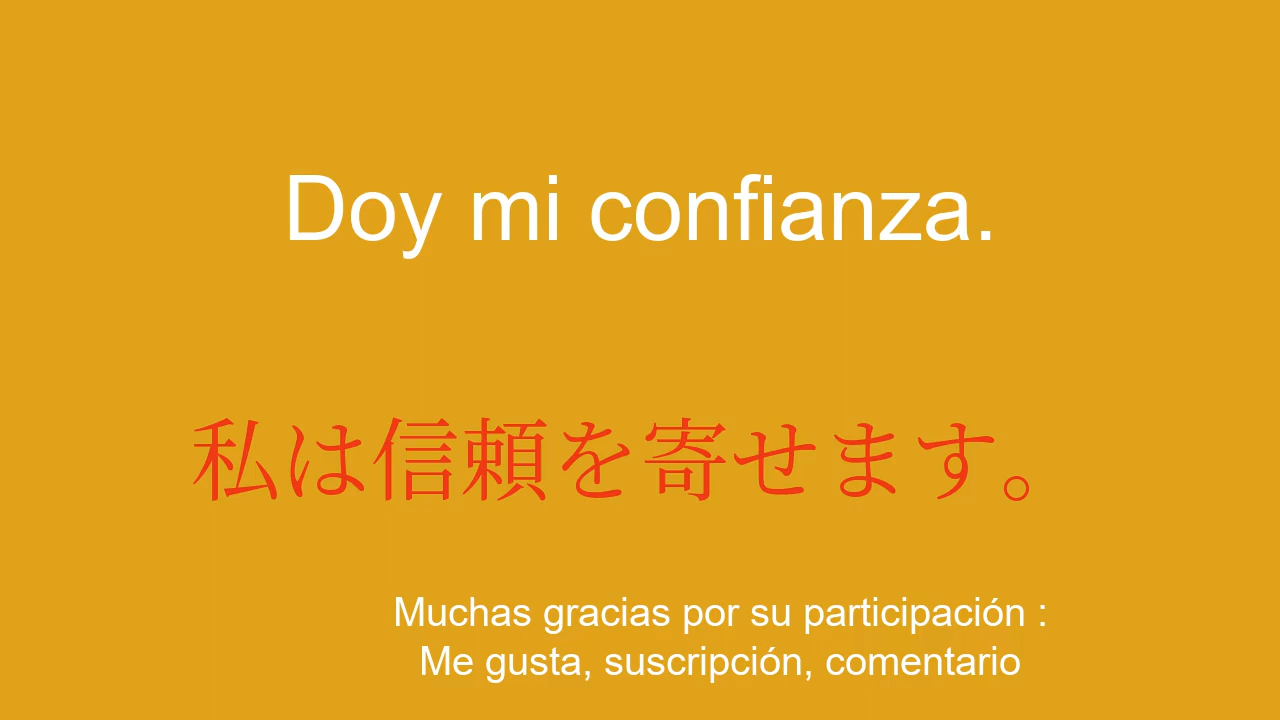 Doy mi confianza.
私は信頼を寄せます。
Muchas gracias por su participación :
Me gusta, suscripción, comentario